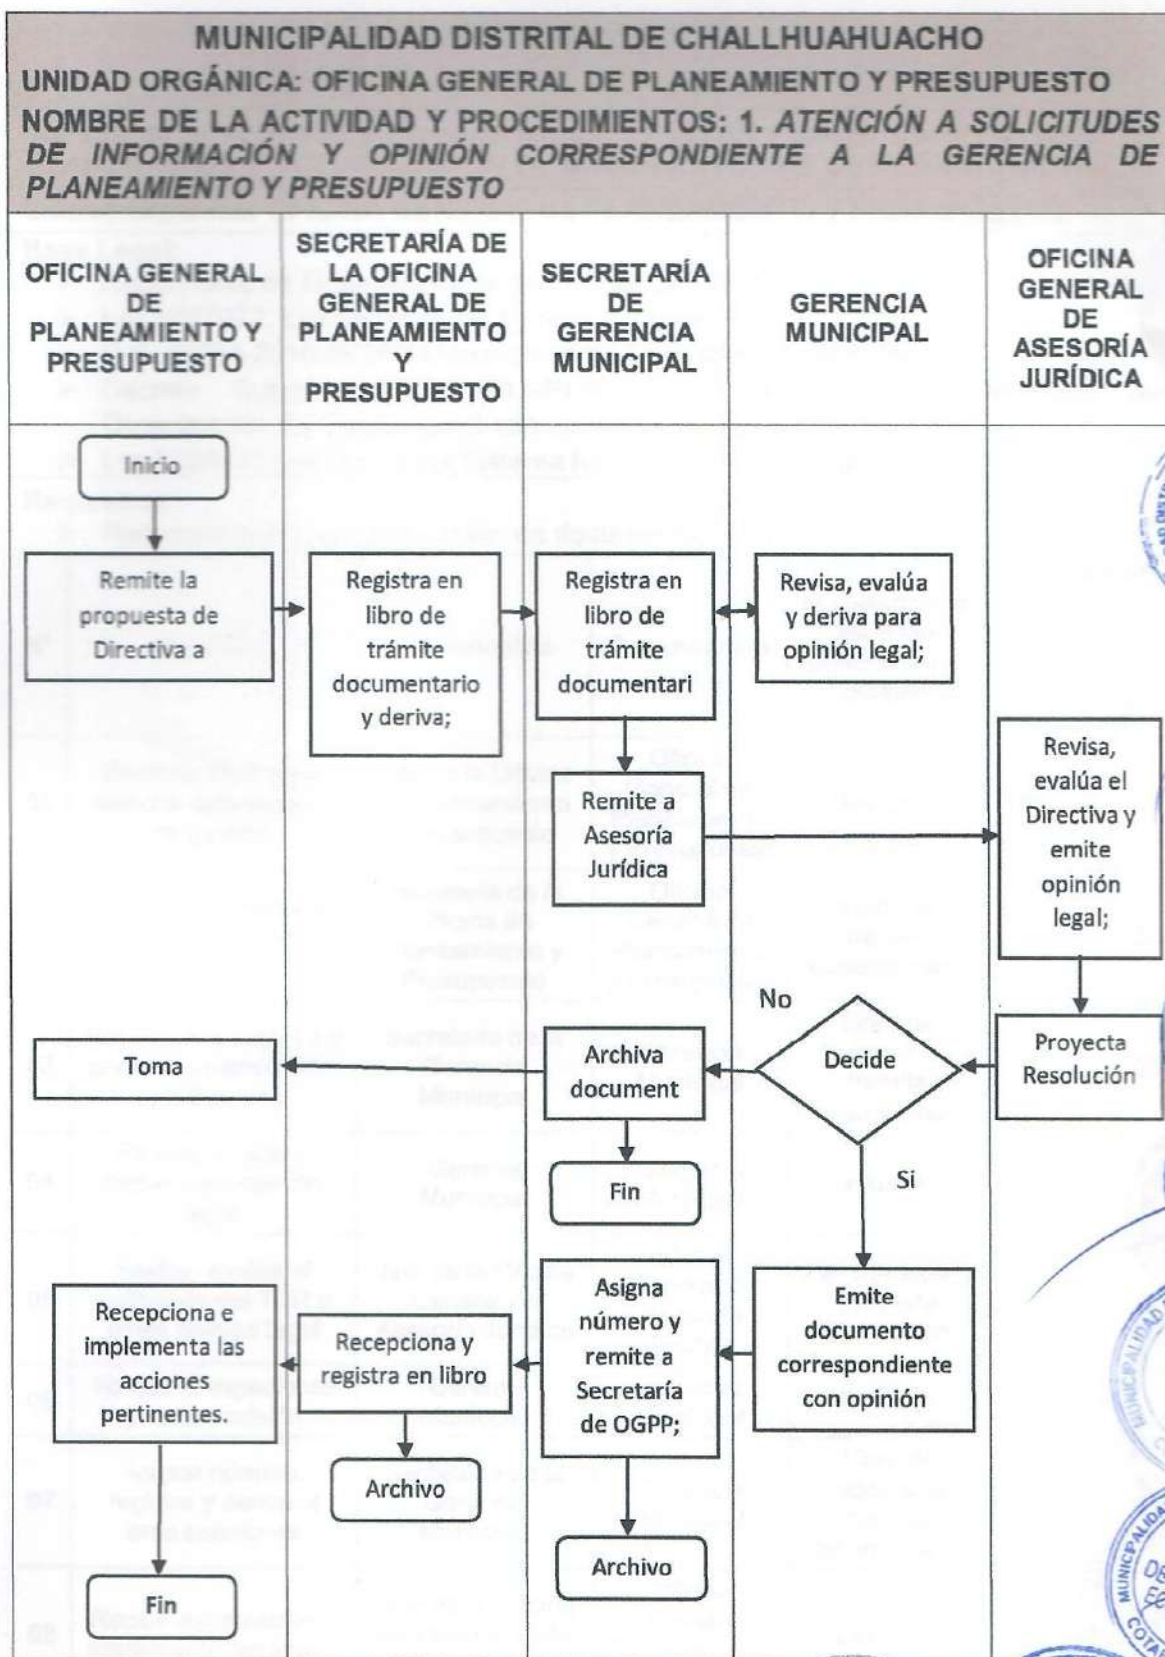 MUNICIPALIDAD DISTRITAL DE CHALLHUAHUACHO
UNIDAD ORGÁNICA: OFICINA GENERAL DE PLANEAMIENTO Y PRESUPUESTO
NOMBRE DE LA ACTIVIDAD Y PROCEDIMIENTOS: 1. ATENCIÓN A SOLICITUDES
DE INFORMACIÓN Y OPINIÓN CORRESPONDIENTE A LA GERENCIA DE
PLANEAMIENTO Y PRESUPUESTO
OFICINA GENERAL
DE
PLANEAMIENTO Y
PRESUPUESTO
SECRETARÍA DE
LA OFICINA
GENERAL DE
PLANEAMIENTO
Y
PRESUPUESTO
SECRETARÍA
DE
GERENCIA
MUNICIPAL
GERENCIA
MUNICIPAL
OFICINA
GENERAL
DE
ASESORÍA
JURÍDICA
Inicio
Remite la
propuesta de
Directiva a
Registra en
libro de
trámite
documentario
y deriva;
Registra en
libro de
trámite
documentari
Revisa, evalúa
y deriva para
opinión legal;
Remite a
Asesoría
Jurídica
Revisa,
evalúa el
Directiva y
emite
opinión
legal;
Proyecta
Resolución
No
Decide
Si
Archiva
document
Toma
Fin
Emite
documento
correspondiente
con opinión
Asigna
número y
remite a
Secretaría
de OGPP;
Recepciona y
registra en libro
Recepciona e
implementa las
acciones
pertinentes.
Archivo
Archivo
Fin
MUNICIPALIDAD
MUNICIPALIDAD